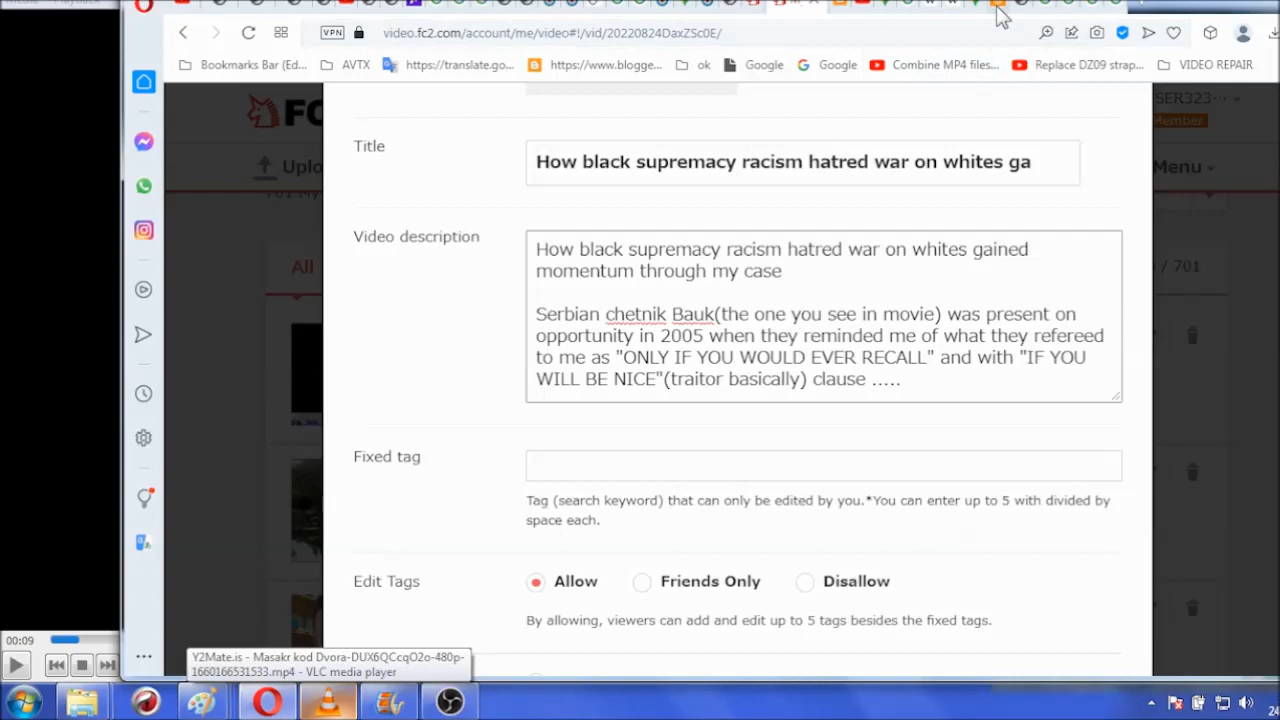 VPN
video.fc2.com/account/me/video#!/vid/20220824DaxZSc0E/
Bookmarks Bar (Ed...
AVTX
https://translate.go...
https://www.blogge...
ok
Google
Google
Combine MP4 files...
Replace DZ09 strap...
VIDEO REPAIR
FC
SER323...
Member
Title
How black supremacy racism hatred war on whites ga
Uplo
Menu
Video description
How black supremacy racism hatred war on whites gained
momentum through my case
Serbian chetnik Bauk(the one you see in movie) was present on
opportunity in 2005 when they reminded me of what they refereed
to me as "ONLY IF YOU WOULD EVER RECALL" and with "IF YOU
WILL BE NICE"(traitor basically) clause .....
All
/ 701
Fixed tag
Tag (search keyword) that can only be edited by you.*You can enter up to 5 with divided by
space each.
Edit Tags
Allow
Friends Only
Disallow
By allowing, viewers can add and edit up to 5 tags besides the fixed tags.
00:09
Y2Mate.is - Masakr kod Dvora-DUX6QCcqO2o-480p-
1660166531533.mp4 - VLC media player
24